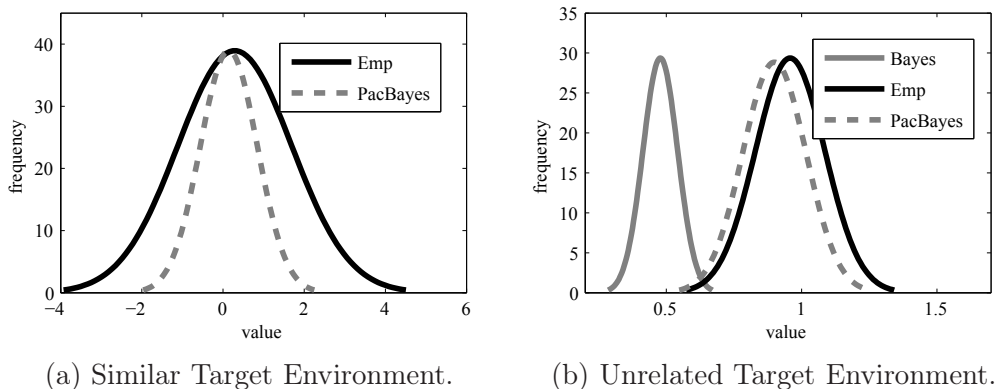 40
30
20
10
0
frequency
−4
−2
0
2
4
6
value
Emp
PacBayes
(a) Similar Target Environment.
35
30
25
20
15
10
5
0
frequency
0.5
1
1.5
value
Bayes
Emp
PacBayes
(b) Unrelated Target Environment.